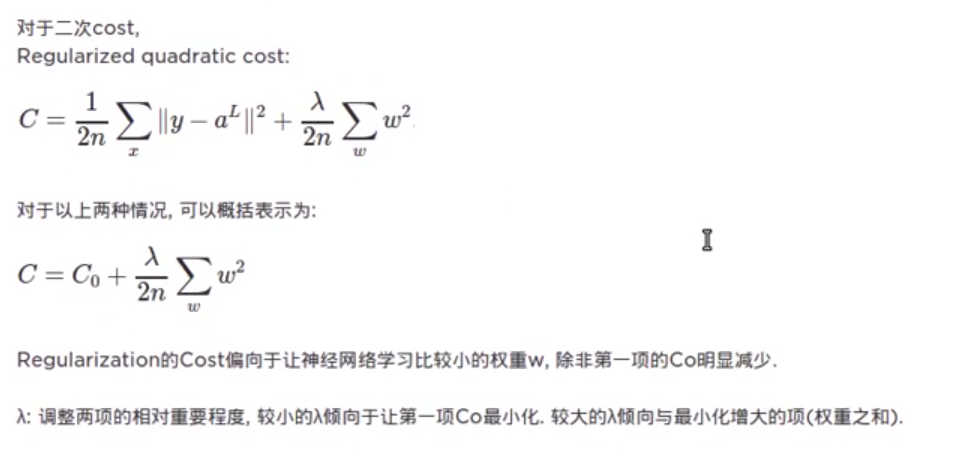 对于二次cost,
Regularized quadratic cost:
C = \frac{1}{2n} \sum_x \|y - a^L\|^2 + \frac{\lambda}{2n} \sum_w w^2.
对于以上两种情况, 可以概括表示为:
C = C_0 + \frac{\lambda}{2n} \sum_w w^2
Regularization的Cost偏向于让神经网络学习比较小的权重w, 除非第一项的Co明显减少.
λ: 调整两项的相对重要程度, 较小的λ倾向于让第一项Co最小化. 较大的λ倾向与最小化增大的项(权重之和).